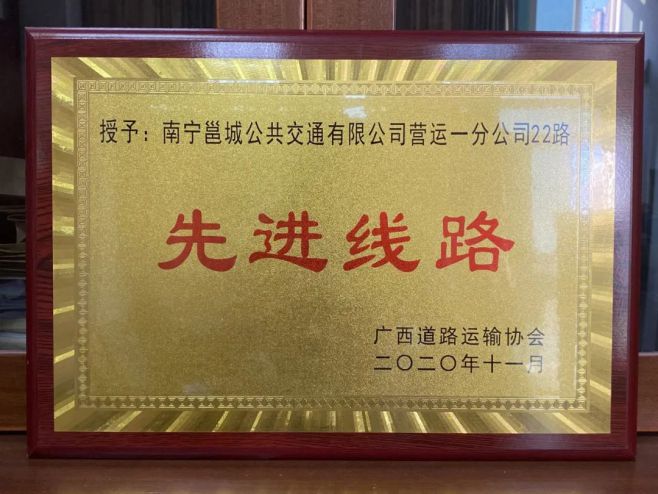 授予：南宁邕城公共交通有限公司营运一分公司22路
先进线路
广西道路运输协会
二〇二〇年十一月